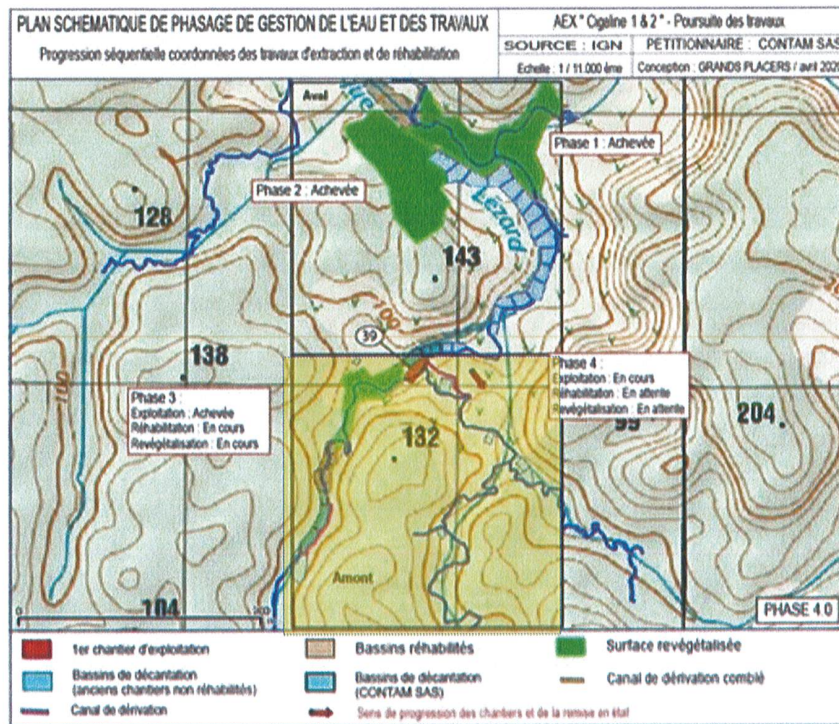 PLAN SCHEMATIQUE DE PHASAGE DE GESTION DE L'EAU ET DES TRAVAUX
Progression séquentielle coordonnées des travaux d'extraction et de réhabilitation
AEX " Cigeline 1 & 2 " - Poursuite des travaux
SOURCE : IGN
PETITIONNAIRE : CONTAM SAS
Echelle : 1 / 11.000 ème
Conception : GRANDS PLACERS / avril 2020
Aval
Phase 1 : Achevée
Phase 2 : Achevée
128
Lézard
143
100
39
138
Phase 3 :
Exploitation : Achevée
Réhabilitation : En cours
Revégétalisation : En cours
Phase 4 :
Exploitation : En cours
Réhabilitation : En attente
Revégétalisation : En attente
100
132
99
204
Amont
104
0
PHASE 4.0
1er chantier d'exploitation
Bassins réhabilités
Surface revégétalisée
Bassins de décantation
(anciens chantiers non réhabilités)
Bassins de décantation
(CONTAM SAS)
Canal de dérivation comblé
Canal de dérivation
Sens de progression des chantiers et de la remise en état